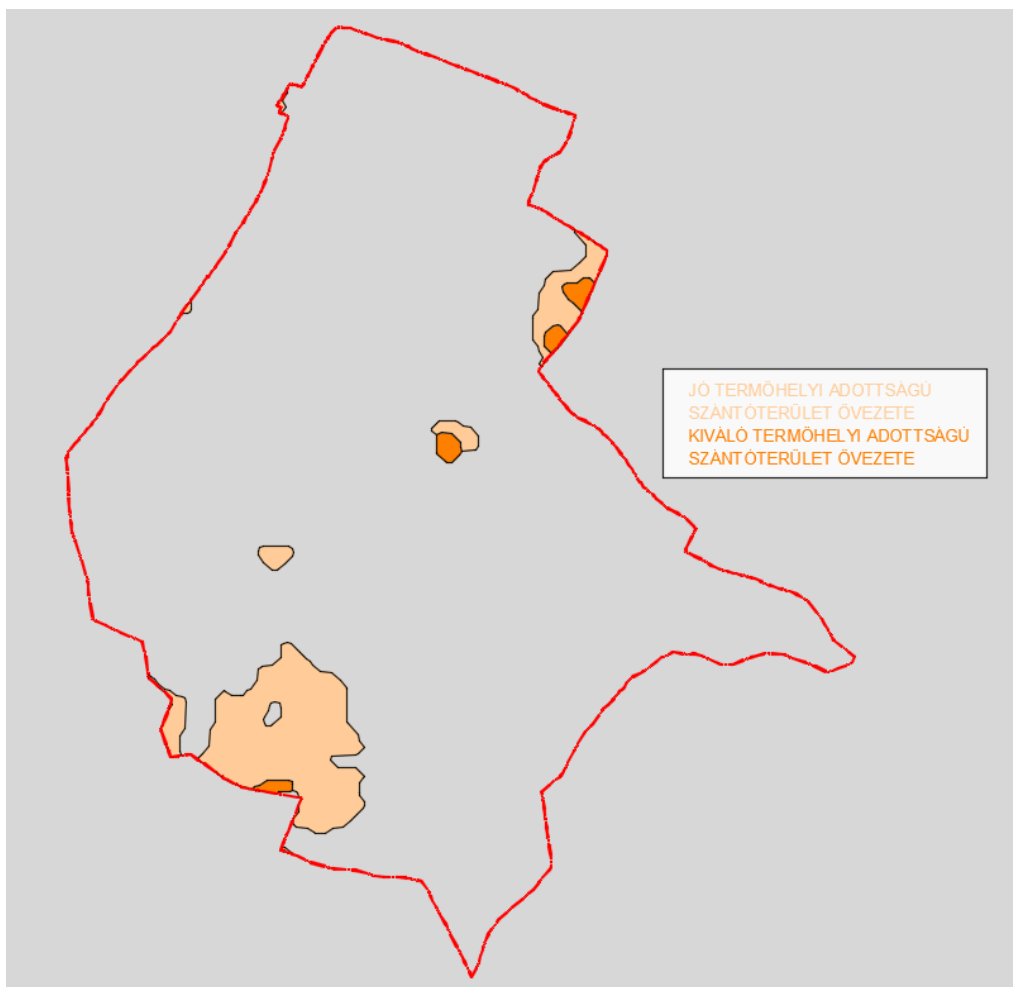 JÓ TERMŐHELYI ADOTTSÁGÚ
SZÁNTÓTERÜLET ÖVEZETE
KIVÁLÓ TERMŐHELYI ADOTTSÁGÚ
SZÁNTÓTERÜLET ÖVEZETE